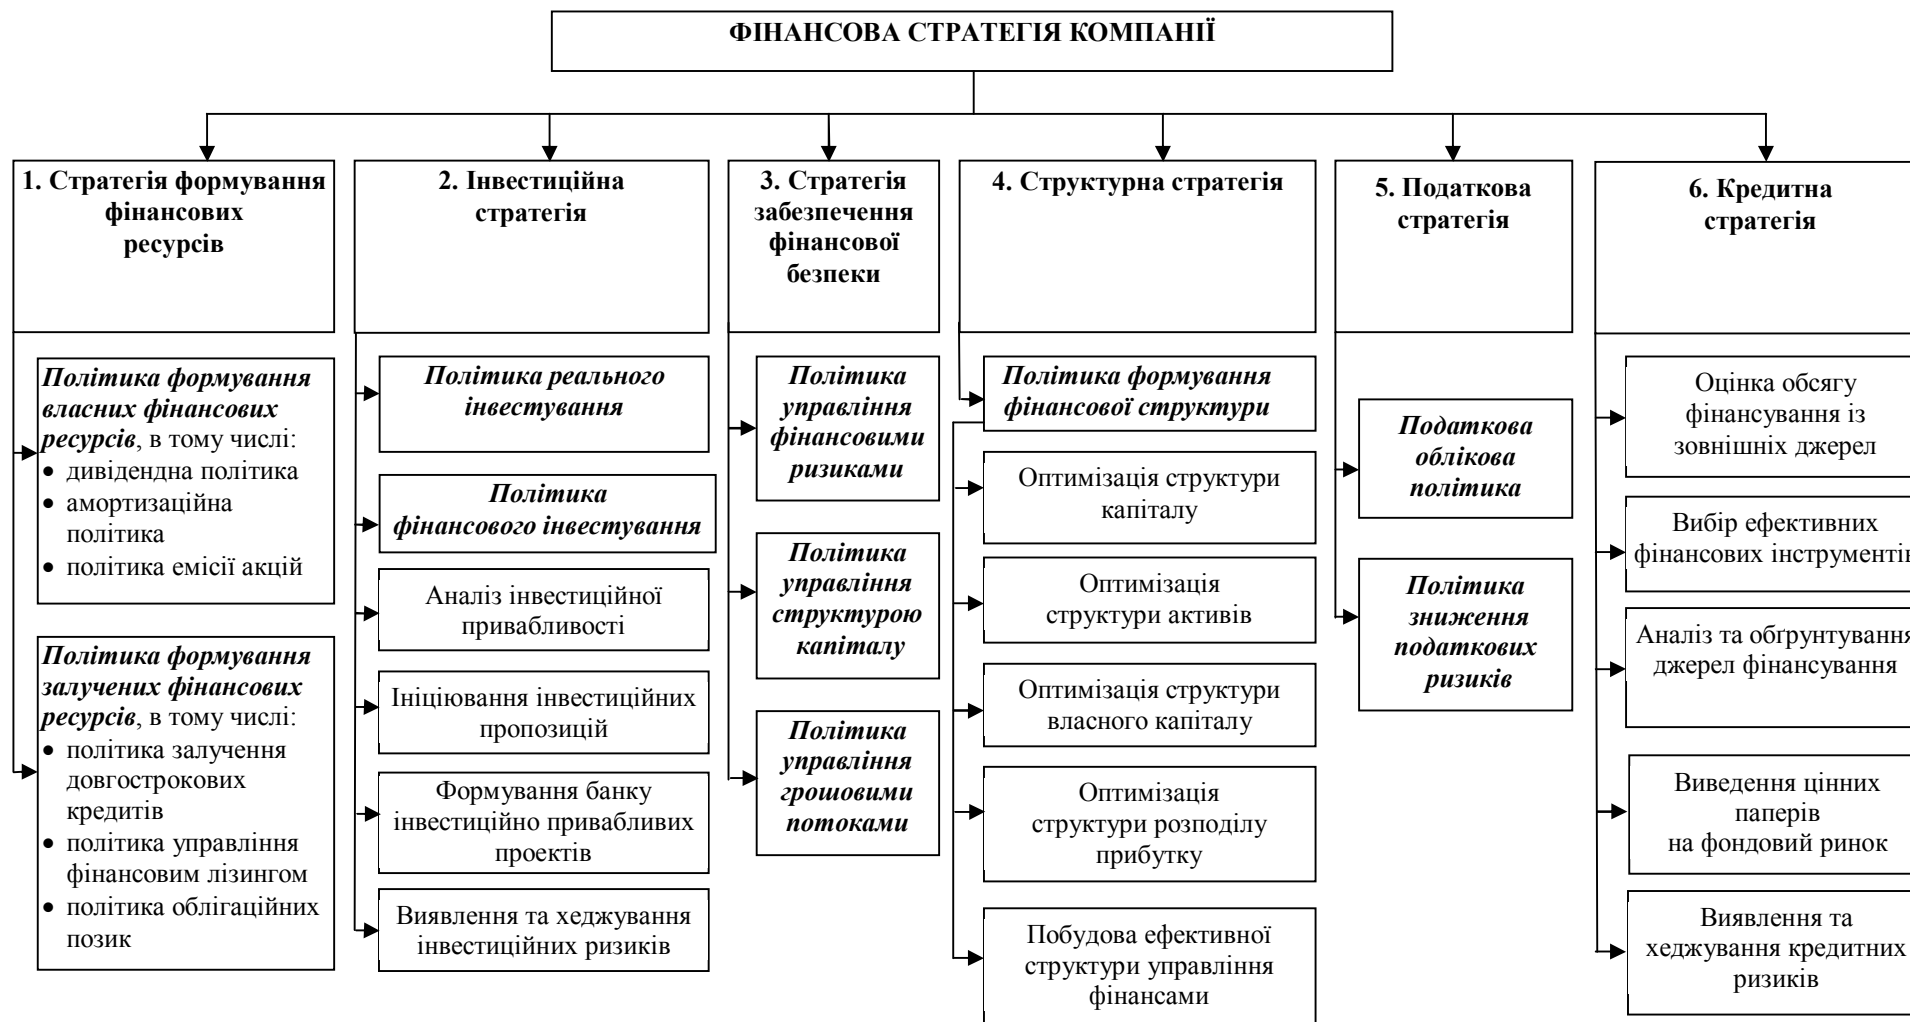 ФІНАНСОВА СТРАТЕГІЯ КОМПАНІЇ
1. Стратегія формування
фінансових
ресурсів
Політика формування
власних фінансових
ресурсів, в тому числі:
• дивідендна політика
• амортизаційна
політика
• політика емісії акцій
Політика формування
залучених фінансових
ресурсів, в тому числі:
• політика залучення
довгострокових
кредитів
• політика управління
фінансовим лізингом
• політика облігаційних
позик
2. Інвестиційна
стратегія
Політика реального
інвестування
Політика
фінансового інвестування
Аналіз інвестиційної
привабливості
Ініціювання інвестиційних
пропозицій
Формування банку
інвестиційно привабливих
проектів
Виявлення та хеджування
інвестиційних ризиків
3. Стратегія
забезпечення
фінансової
безпеки
Політика
управління
фінансовими
ризиками
Політика
управління
структурою
капіталу
Політика
управління
грошовими
потоками
4. Структурна стратегія
Політика формування
фінансової структури
Оптимізація структури
капіталу
Оптимізація
структури активів
Оптимізація структури
власного капіталу
Оптимізація
структури розподілу
прибутку
Побудова ефективної
структури управління
фінансами
5. Податкова
стратегія
Податкова
облікова
політика
Політика
зниження
податкових
ризиків
6. Кредитна
стратегія
Оцінка обсягу
фінансування із
зовнішніх джерел
Вибір ефективних
фінансових інструментів
Аналіз та обґрунтування
джерел фінансування
Виведення цінних
паперів
на фондовий ринок
Виявлення та
хеджування кредитних
ризиків